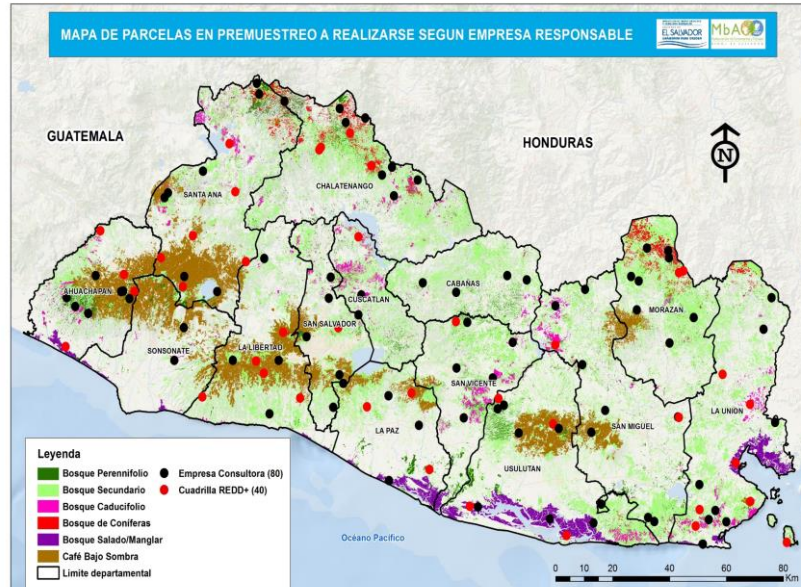 MAPA DE PARCELAS EN PREMUESTREO A REALIZARSE SEGUN EMPRESA RESPONSABLE
EL SALVADOR
GUATEMALA
HONDURAS
N
CHALATENANGO
SANTA ANA
CABAÑAS
AHUACHAPAN
CUSCATLAN
MORAZAN
SAN SALVADOR
SONSONATE
LA LIBERTAD
SAN VICENTE
LA UNION
LA PAZ
SAN MIGUEL
USULUTAN
Océano Pacífico
Leyenda
Bosque Perennifolio
Bosque Secundario
Bosque Caducifolio
Bosque de Coníferas
Bosque Salado/Manglar
Café Bajo Sombra
Limite departamental
Empresa Consultora (80)
Cuadrilla REDD+ (40)
0 10 20 40 60 80
Km